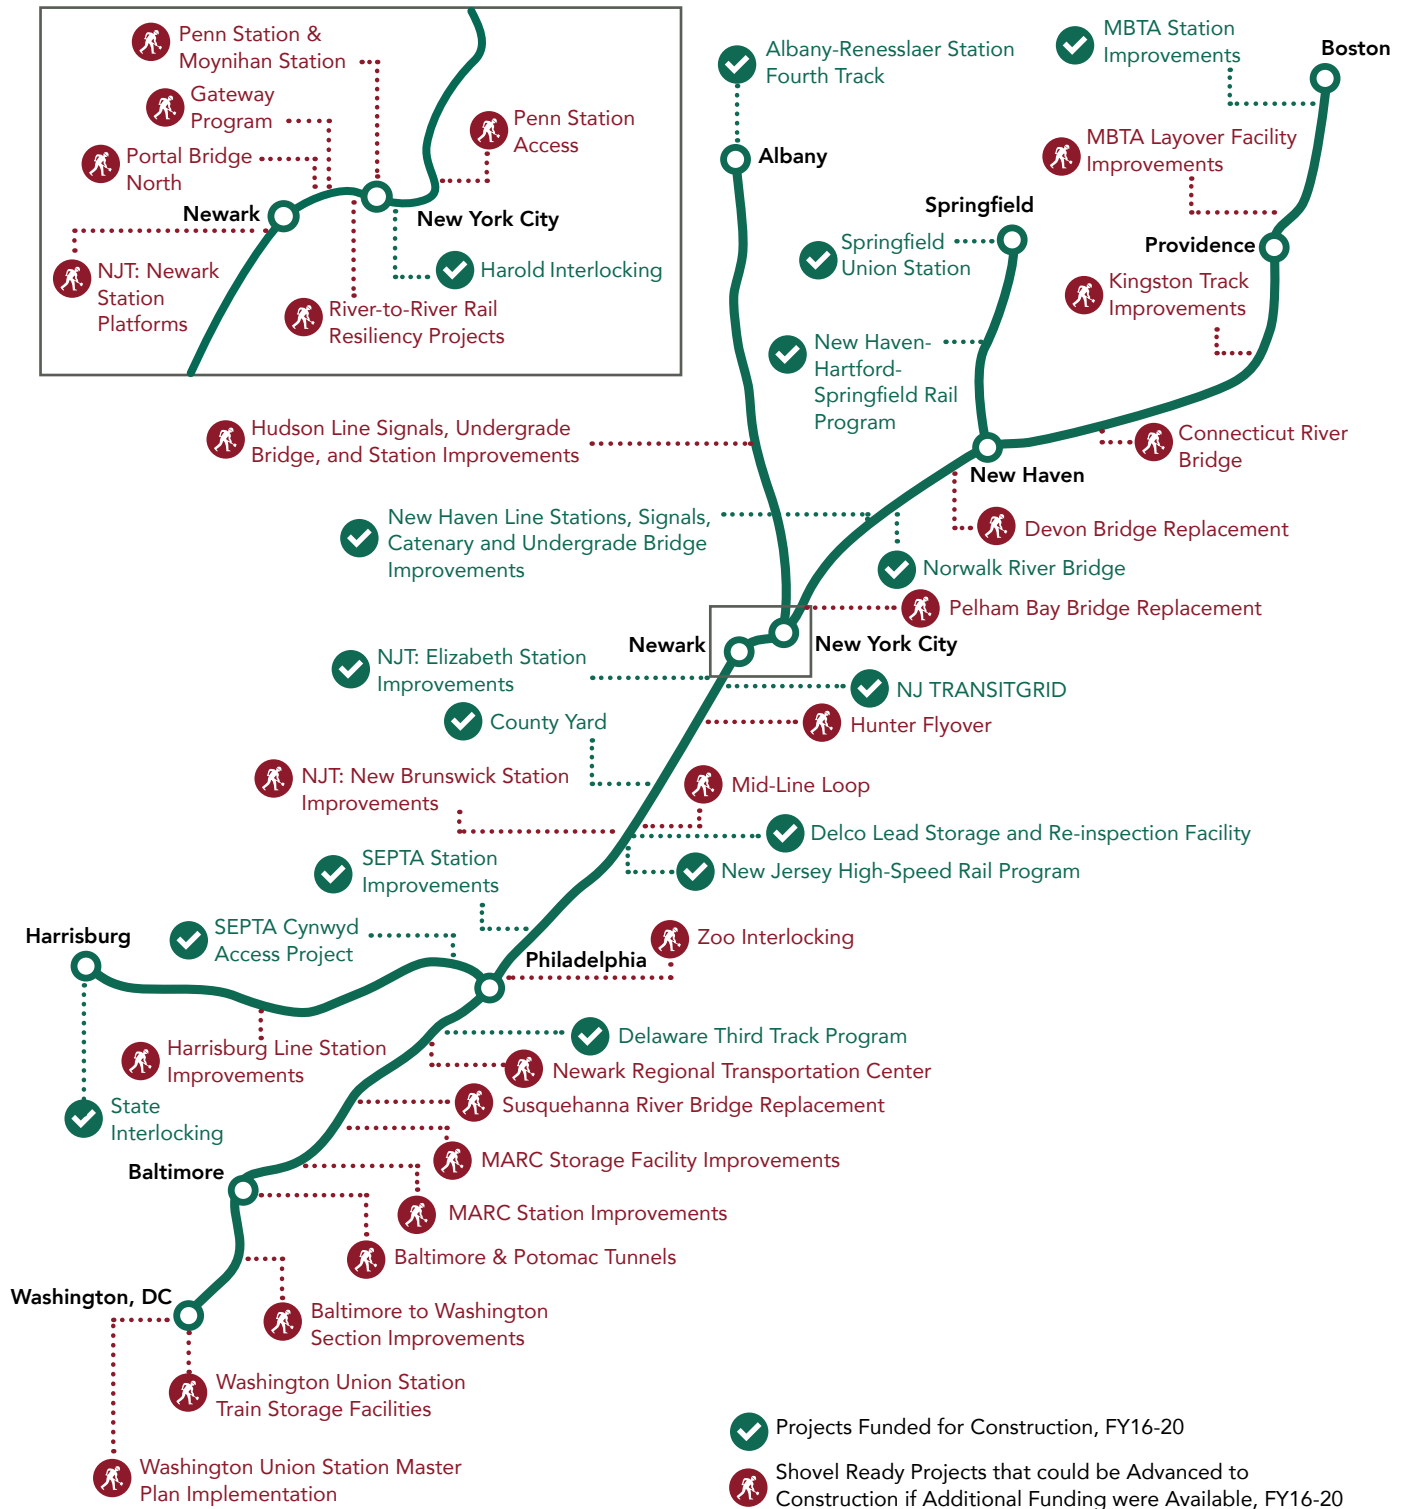 Penn Station &
Moynihan Station
Gateway
Program
Portal Bridge
North
Newark
NJT: Newark
Station
Platforms
Penn Station
Access
New York City
Harold Interlocking
River-to-River Rail
Resiliency Projects
Albany-Renesslaer Station
Fourth Track
Albany
MBTA Station
Improvements
Boston
MBTA Layover Facility
Improvements
Springfield
Springfield
Union Station
Providence
Kingston Track
Improvements
New Haven-
Hartford-
Springfield Rail
Program
Hudson Line Signals, Undergrade
Bridge, and Station Improvements
Connecticut River
Bridge
New Haven
New Haven Line Stations, Signals,
Catenary and Undergrade Bridge
Improvements
Devon Bridge Replacement
Norwalk River Bridge
Pelham Bay Bridge Replacement
Newark
New York City
NJT: Elizabeth Station
Improvements
NJ TRANSITGRID
County Yard
Hunter Flyover
NJT: New Brunswick Station
Improvements
Mid-Line Loop
Delco Lead Storage and Re-inspection Facility
SEPTA Station
Improvements
New Jersey High-Speed Rail Program
SEPTA Cynwyd
Access Project
Harrisburg
Zoo Interlocking
Philadelphia
Delaware Third Track Program
Harrisburg Line Station
Improvements
Newark Regional Transportation Center
Susquehanna River Bridge Replacement
State
Interlocking
MARC Storage Facility Improvements
Baltimore
MARC Station Improvements
Baltimore & Potomac Tunnels
Washington, DC
Baltimore to Washington
Section Improvements
Washington Union Station
Train Storage Facilities
Washington Union Station Master
Plan Implementation
Projects Funded for Construction, FY16-20
Shovel Ready Projects that could be Advanced to
Construction if Additional Funding were Available, FY16-20